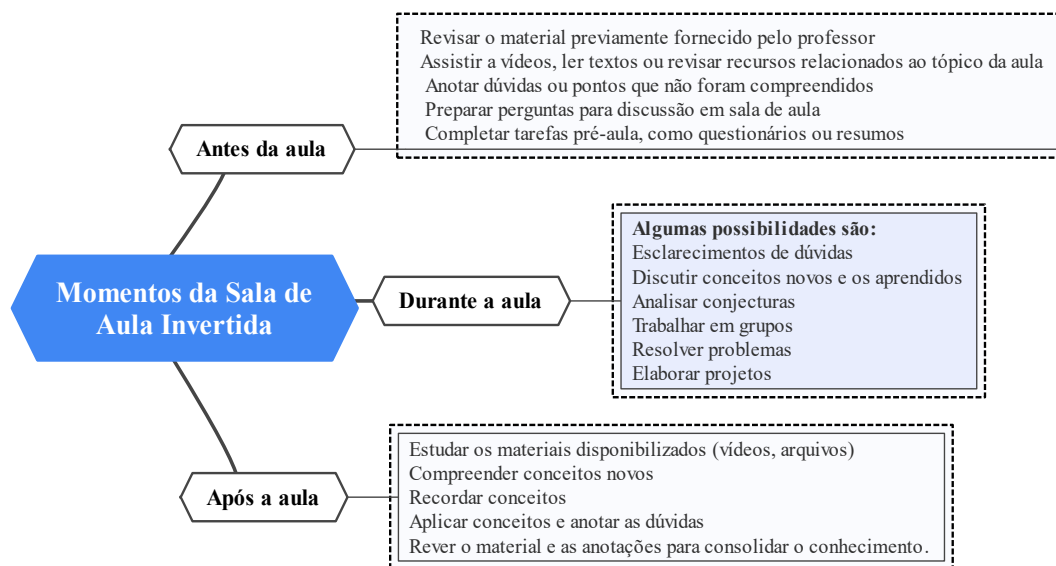 Revisar o material previamente fornecido pelo professor
Assistir a vídeos, ler textos ou revisar recursos relacionados ao tópico da aula
Anotar dúvidas ou pontos que não foram compreendidos
Preparar perguntas para discussão em sala de aula
Completar tarefas pré-aula, como questionários ou resumos
Antes da aula
Momentos da Sala de
Aula Invertida
Durante a aula
Algumas possibilidades são:
Esclarecimentos de dúvidas
Discutir conceitos novos e os aprendidos
Analisar conjecturas
Trabalhar em grupos
Resolver problemas
Elaborar projetos
Após a aula
Estudar os materiais disponibilizados (vídeos, arquivos)
Compreender conceitos novos
Recordar conceitos
Aplicar conceitos e anotar as dúvidas
Rever o material e as anotações para consolidar o conhecimento.